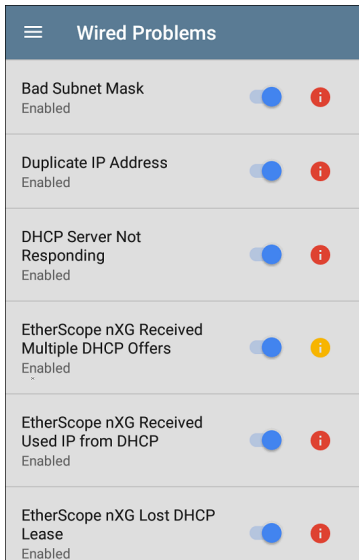 Wired Problems
Bad Subnet Mask
Enabled
Duplicate IP Address
Enabled
DHCP Server Not
Responding
Enabled
EtherScope nXG Received
Multiple DHCP Offers
Enabled
EtherScope nXG Received
Used IP from DHCP
Enabled
EtherScope nXG Lost DHCP
Lease
Enabled